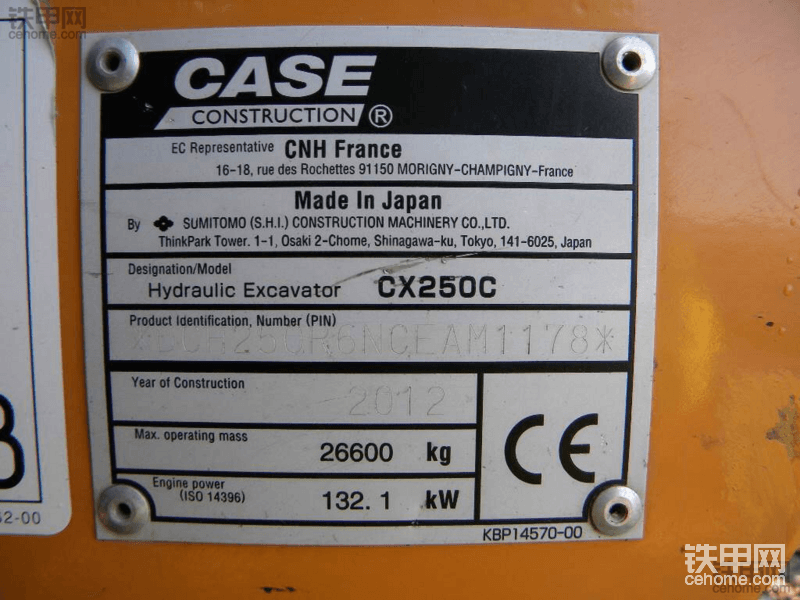 铁甲网
cehome.com
CASE
CONSTRUCTION ®
EC Representative CNH France
16-18, rue des Rochettes 91150 MORIGNY-CHAMPIGNY-France
Made In Japan
By SUMITOMO (S.H.I.) CONSTRUCTION MACHINERY CO.,LTD.
ThinkPark Tower. 1-1, Osaki 2-Chome, Shinagawa-ku, Tokyo, 141-6025, Japan
Designation/Model
Hydraulic Excavator CX250C
Product Identification, Number (PIN)
Year of Construction 2012
Max. operating mass 26600 kg
Engine power
(ISO 14396) 132.1 kW
CE
KBP14570-00
铁甲网
cehome.com